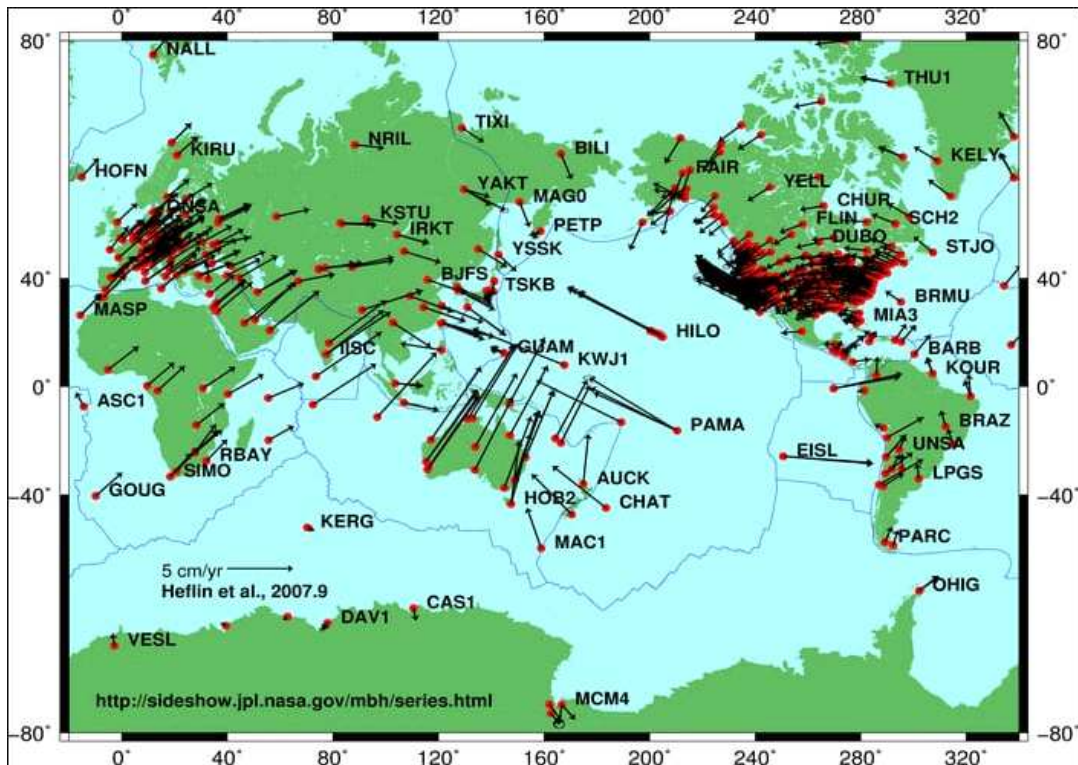 0° 40° 80° 120° 160° 200° 240° 280° 320°
80° 80°
NALL
THU1
TIXI
NRIL
BILI
KIRU
FAIR
KELY
HOFN
YAKT
YELL
MAG0
CHUR
ONSA
KSTU
PETP
FLIN
SCH2
IRKT
DUBO
YSSK
STJO
40° BJFS 40°
TSKB
BRMU
MASP
MIA3
HILO
IISC
GUAM
KWJ1
BARB
KOUR
0° 0°
ASC1
PAMA
BRAZ
UNSA
RBAY
EISL
SIMO
LPGS
AUCK
GOUG
HOB2
CHAT
−40° −40°
KERG
PARC
MAC1
5 cm/yr
OHIG
Heflin et al., 2007.9
CAS1
DAV1
VESL
http://sideshow.jpl.nasa.gov/mbh/series.html
MCM4
−80° −80°
0° 40° 80° 120° 160° 200° 240° 280° 320°